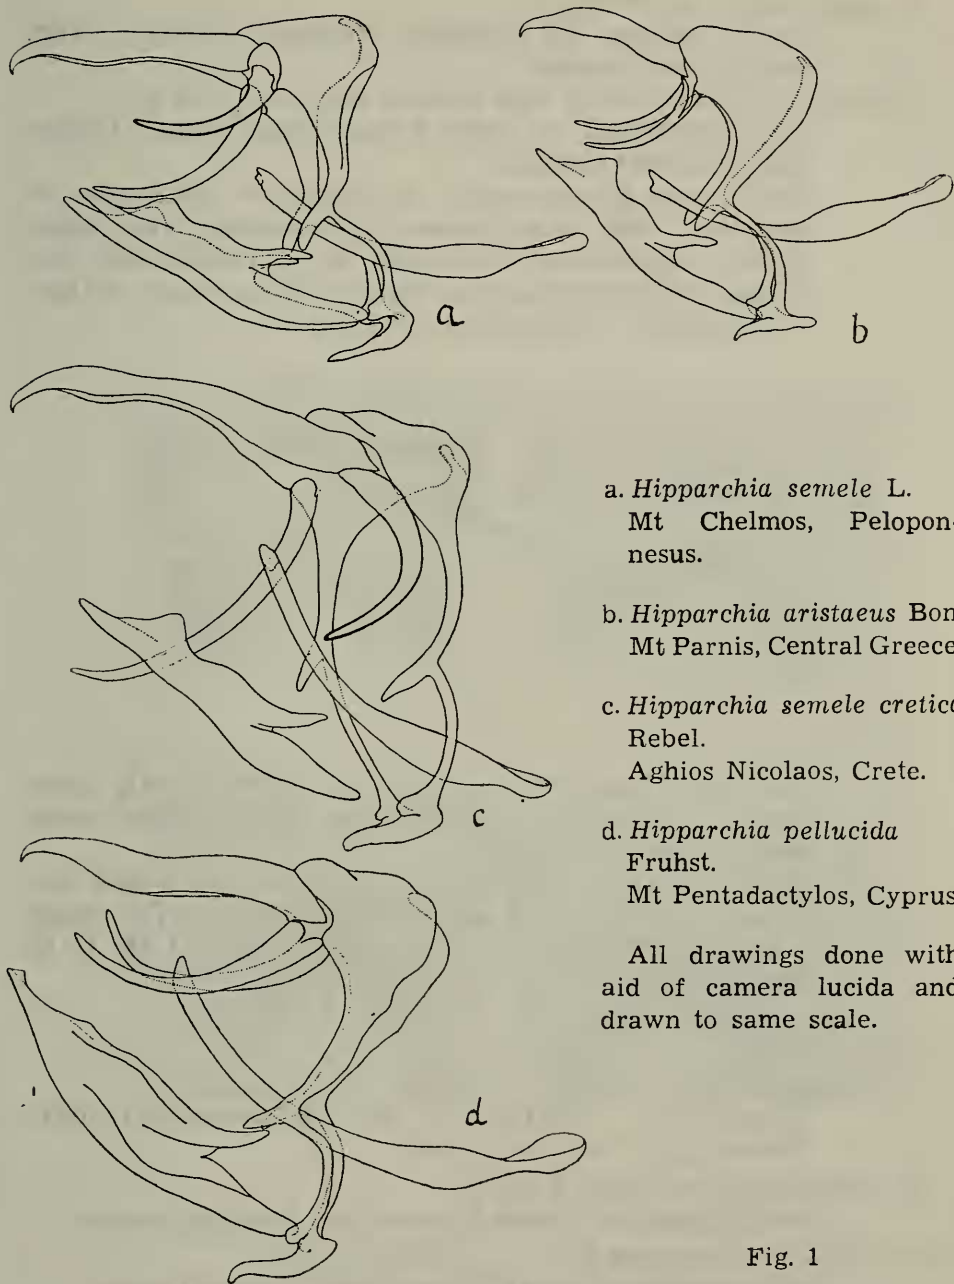 a
b
c
d
a. Hipparchia semele L.
Mt Chelmos, Pelopon-
nesus.
b. Hipparchia aristaeus Bon
Mt Parnis, Central Greece
c. Hipparchia semele cretica
Rebel.
Aghios Nicolaos, Crete.
d. Hipparchia pellucida
Fruhst.
Mt Pentadactylos, Cyprus
All drawings done with
aid of camera lucida and
drawn to same scale.
Fig. 1